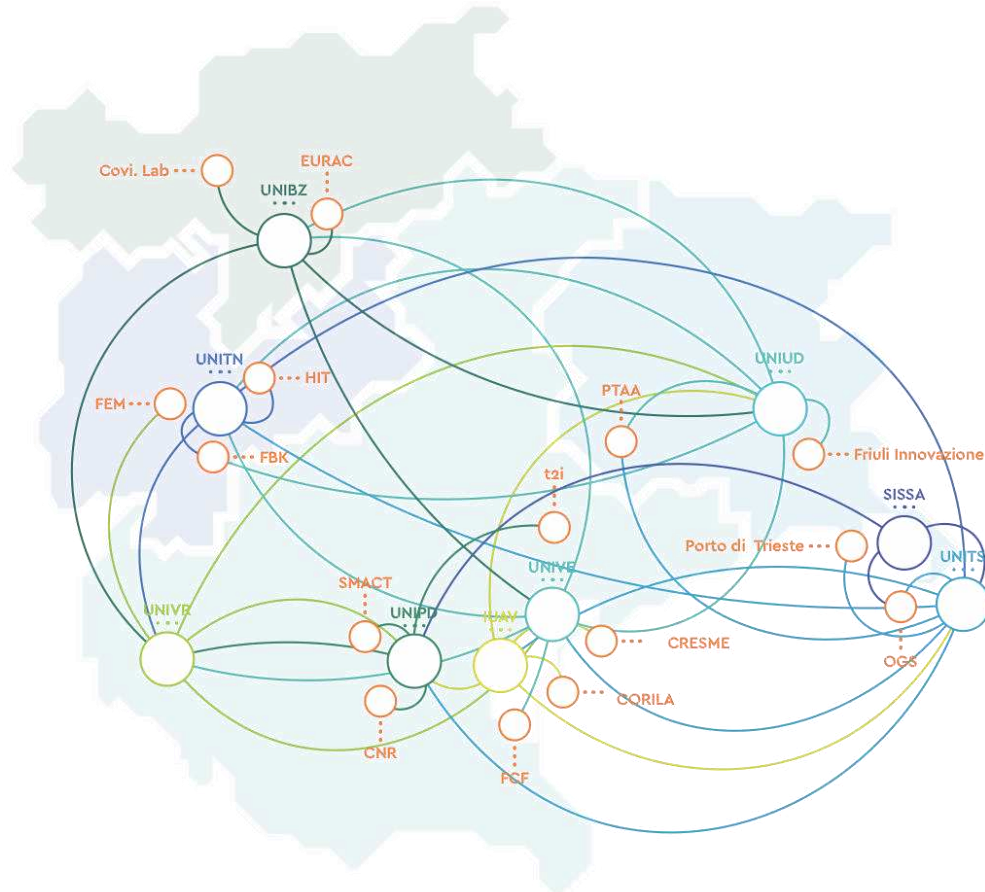 EURAC
Covi. Lab
UNIBZ
UNITN
UNIUD
HIT
PTAA
FEM
FBK
Friuli Innovazione
t2i
SISSA
Porto di Trieste
UNITS
UNIVE
SMACT
UNIVR
UNIPD
IUAV
CRESME
OGS
CORILA
CNR
FCF